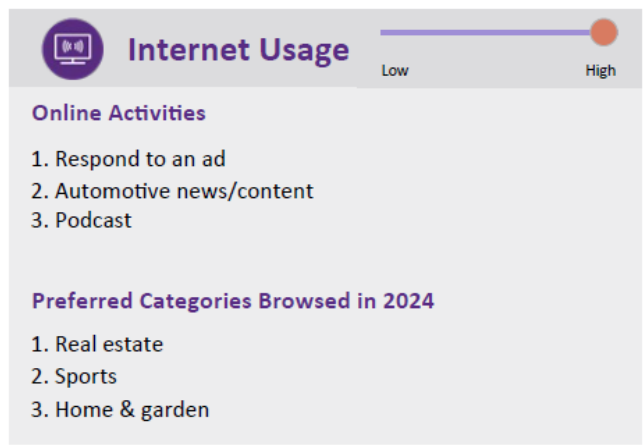 Internet Usage
Low
High
Online Activities
1. Respond to an ad
2. Automotive news/content
3. Podcast
Preferred Categories Browsed in 2024
1. Real estate
2. Sports
3. Home & garden